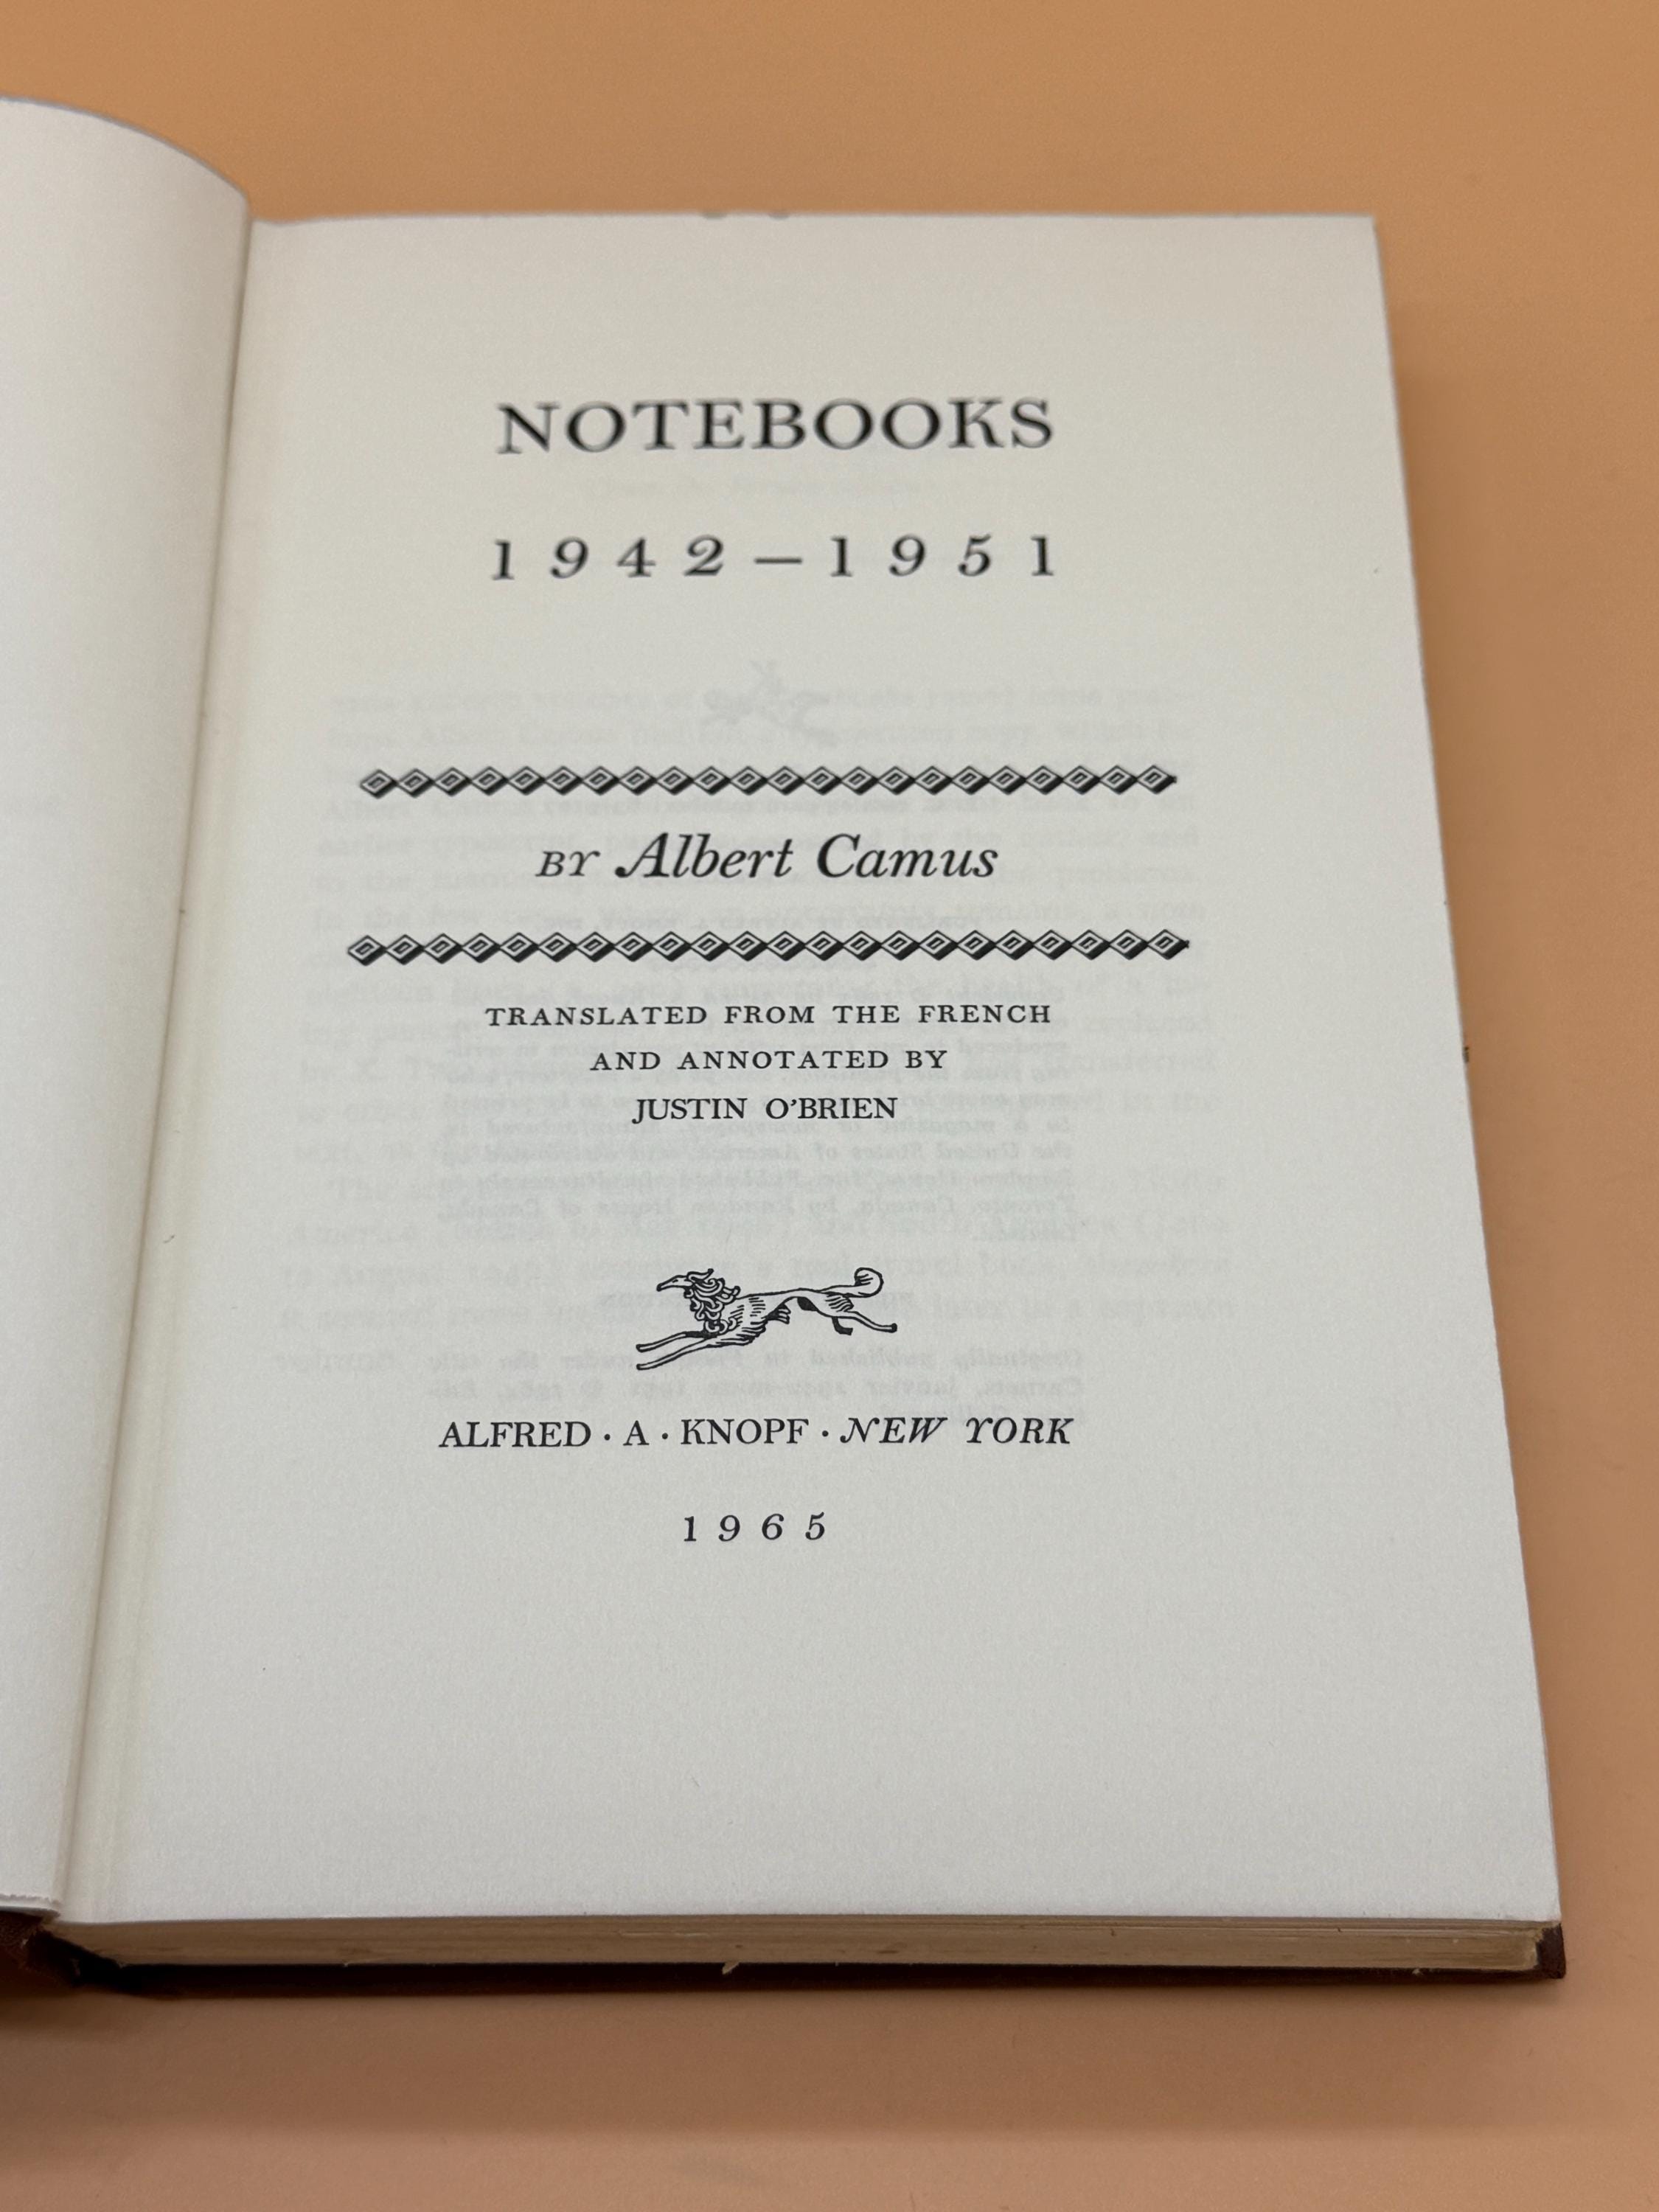 NOTEBOOKS
1942–1951
BY Albert Camus
TRANSLATED FROM THE FRENCH
AND ANNOTATED BY
JUSTIN O'BRIEN
ALFRED · A · KNOPF · NEW YORK
1965